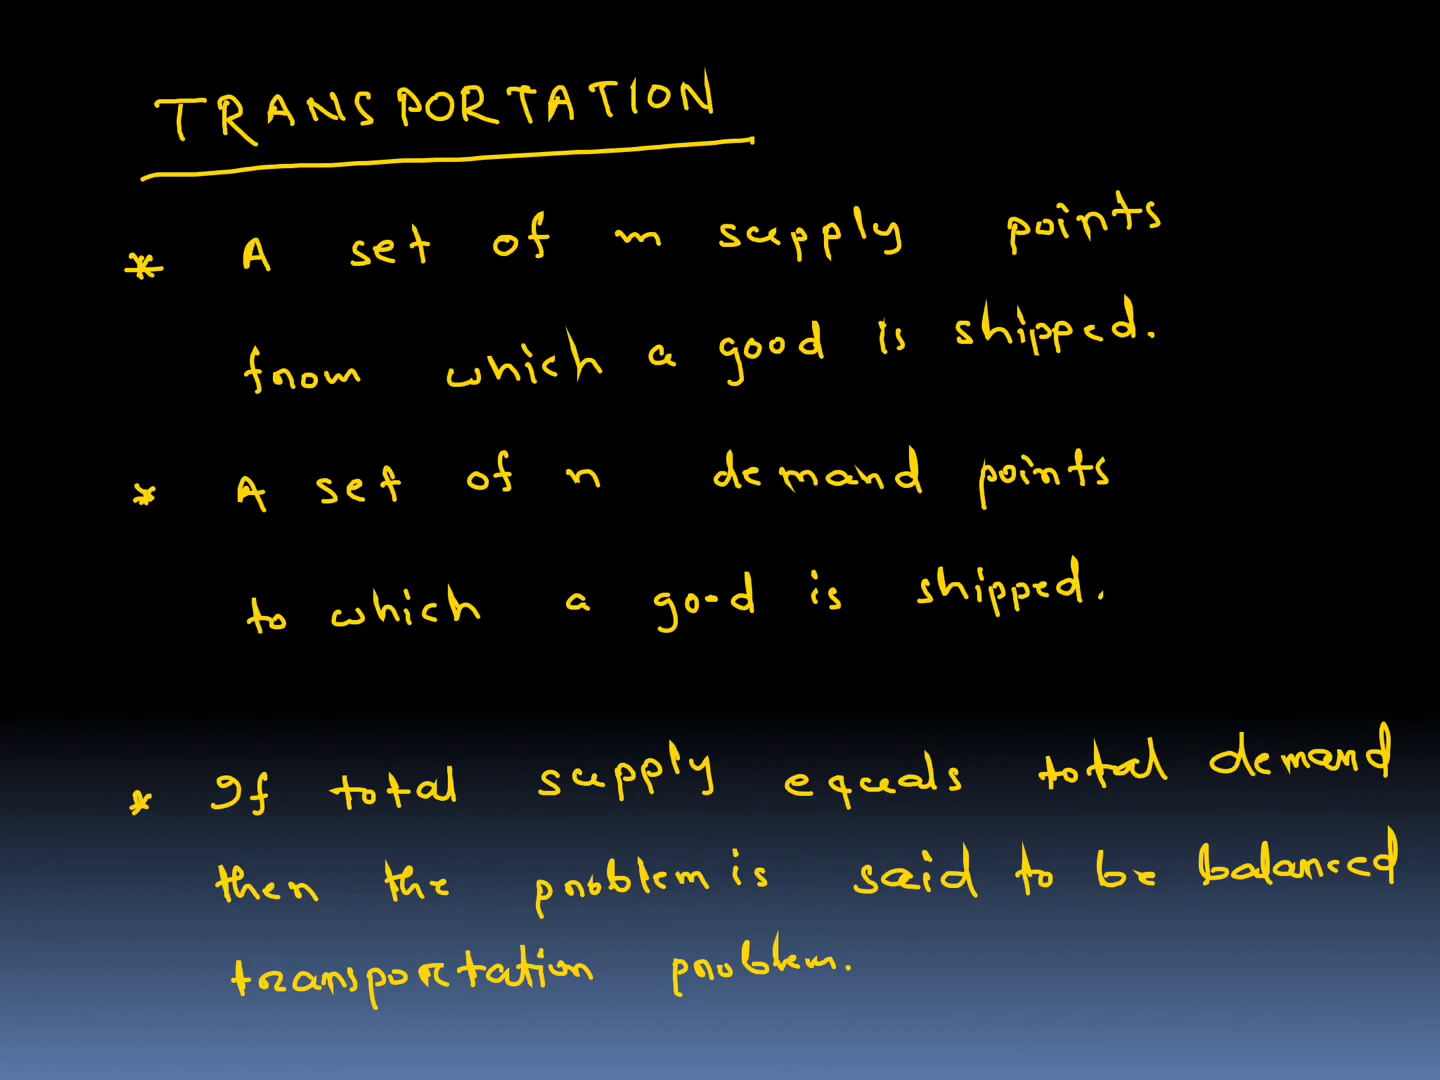 TRANSPORTATION
* A set of m supply points
from which a good is shipped.
* A set of n demand points
to which a good is shipped.
* If total supply equals total demand
then the problem is said to be balanced
transportation problem.